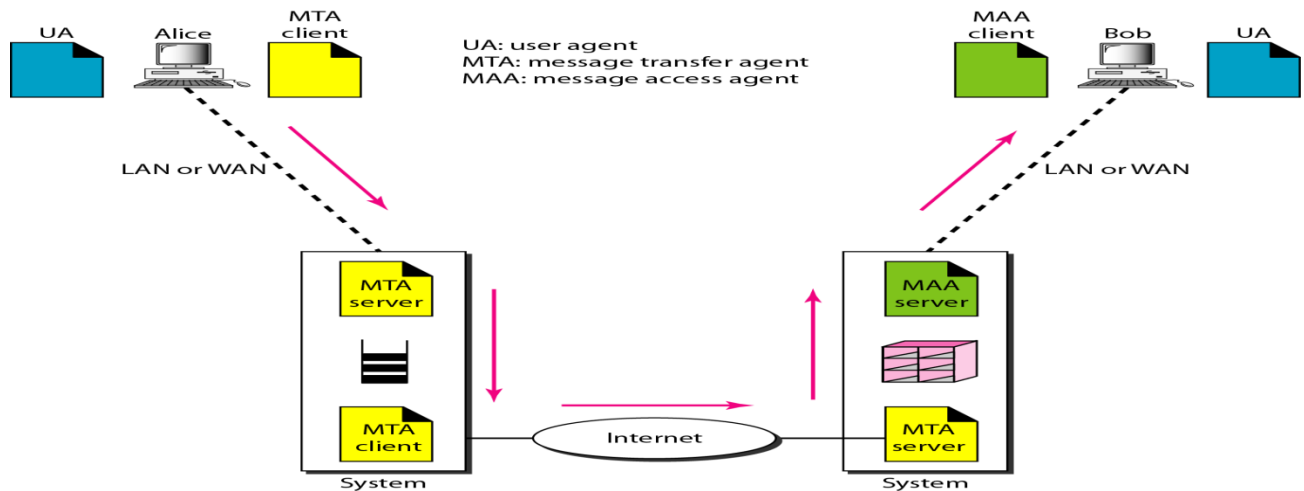 UA
Alice
MTA
client
UA: user agent
MTA: message transfer agent
MAA: message access agent
MAA
client
Bob
UA
LAN or WAN
LAN or WAN
MTA
server
MAA
server
MTA
client
Internet
MTA
server
System
System